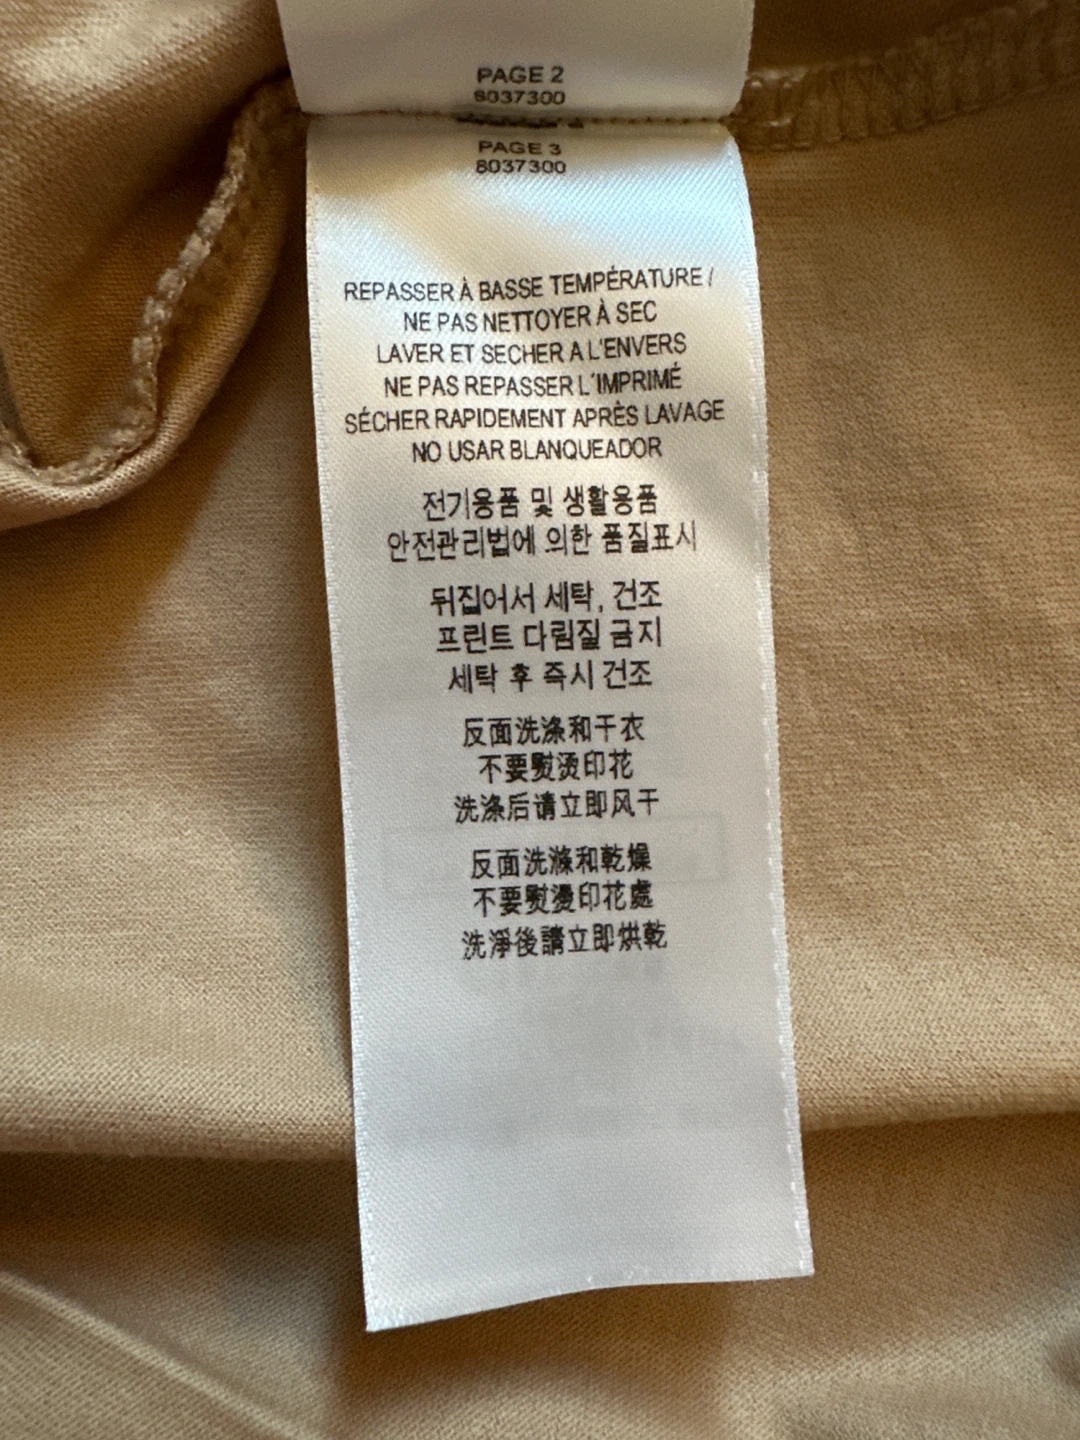 PAGE 2
8037300
PAGE 3
8037300
REPASSER À BASSE TEMPÉRATURE /
NE PAS NETTOYER À SEC
LAVER ET SECHER A L'ENVERS
NE PAS REPASSER L'IMPRIMÉ
SÉCHER RAPIDEMENT APRÈS LAVAGE
NO USAR BLANQUEADOR
전기용품 및 생활용품
안전관리법에 의한 품질표시
뒤집어서 세탁, 건조
프린트 다림질 금지
세탁 후 즉시 건조
反面洗涤和干衣
不要熨烫印花
洗涤后请立即风干
反面洗滌和乾燥
不要熨燙印花處
洗淨後請立即烘乾